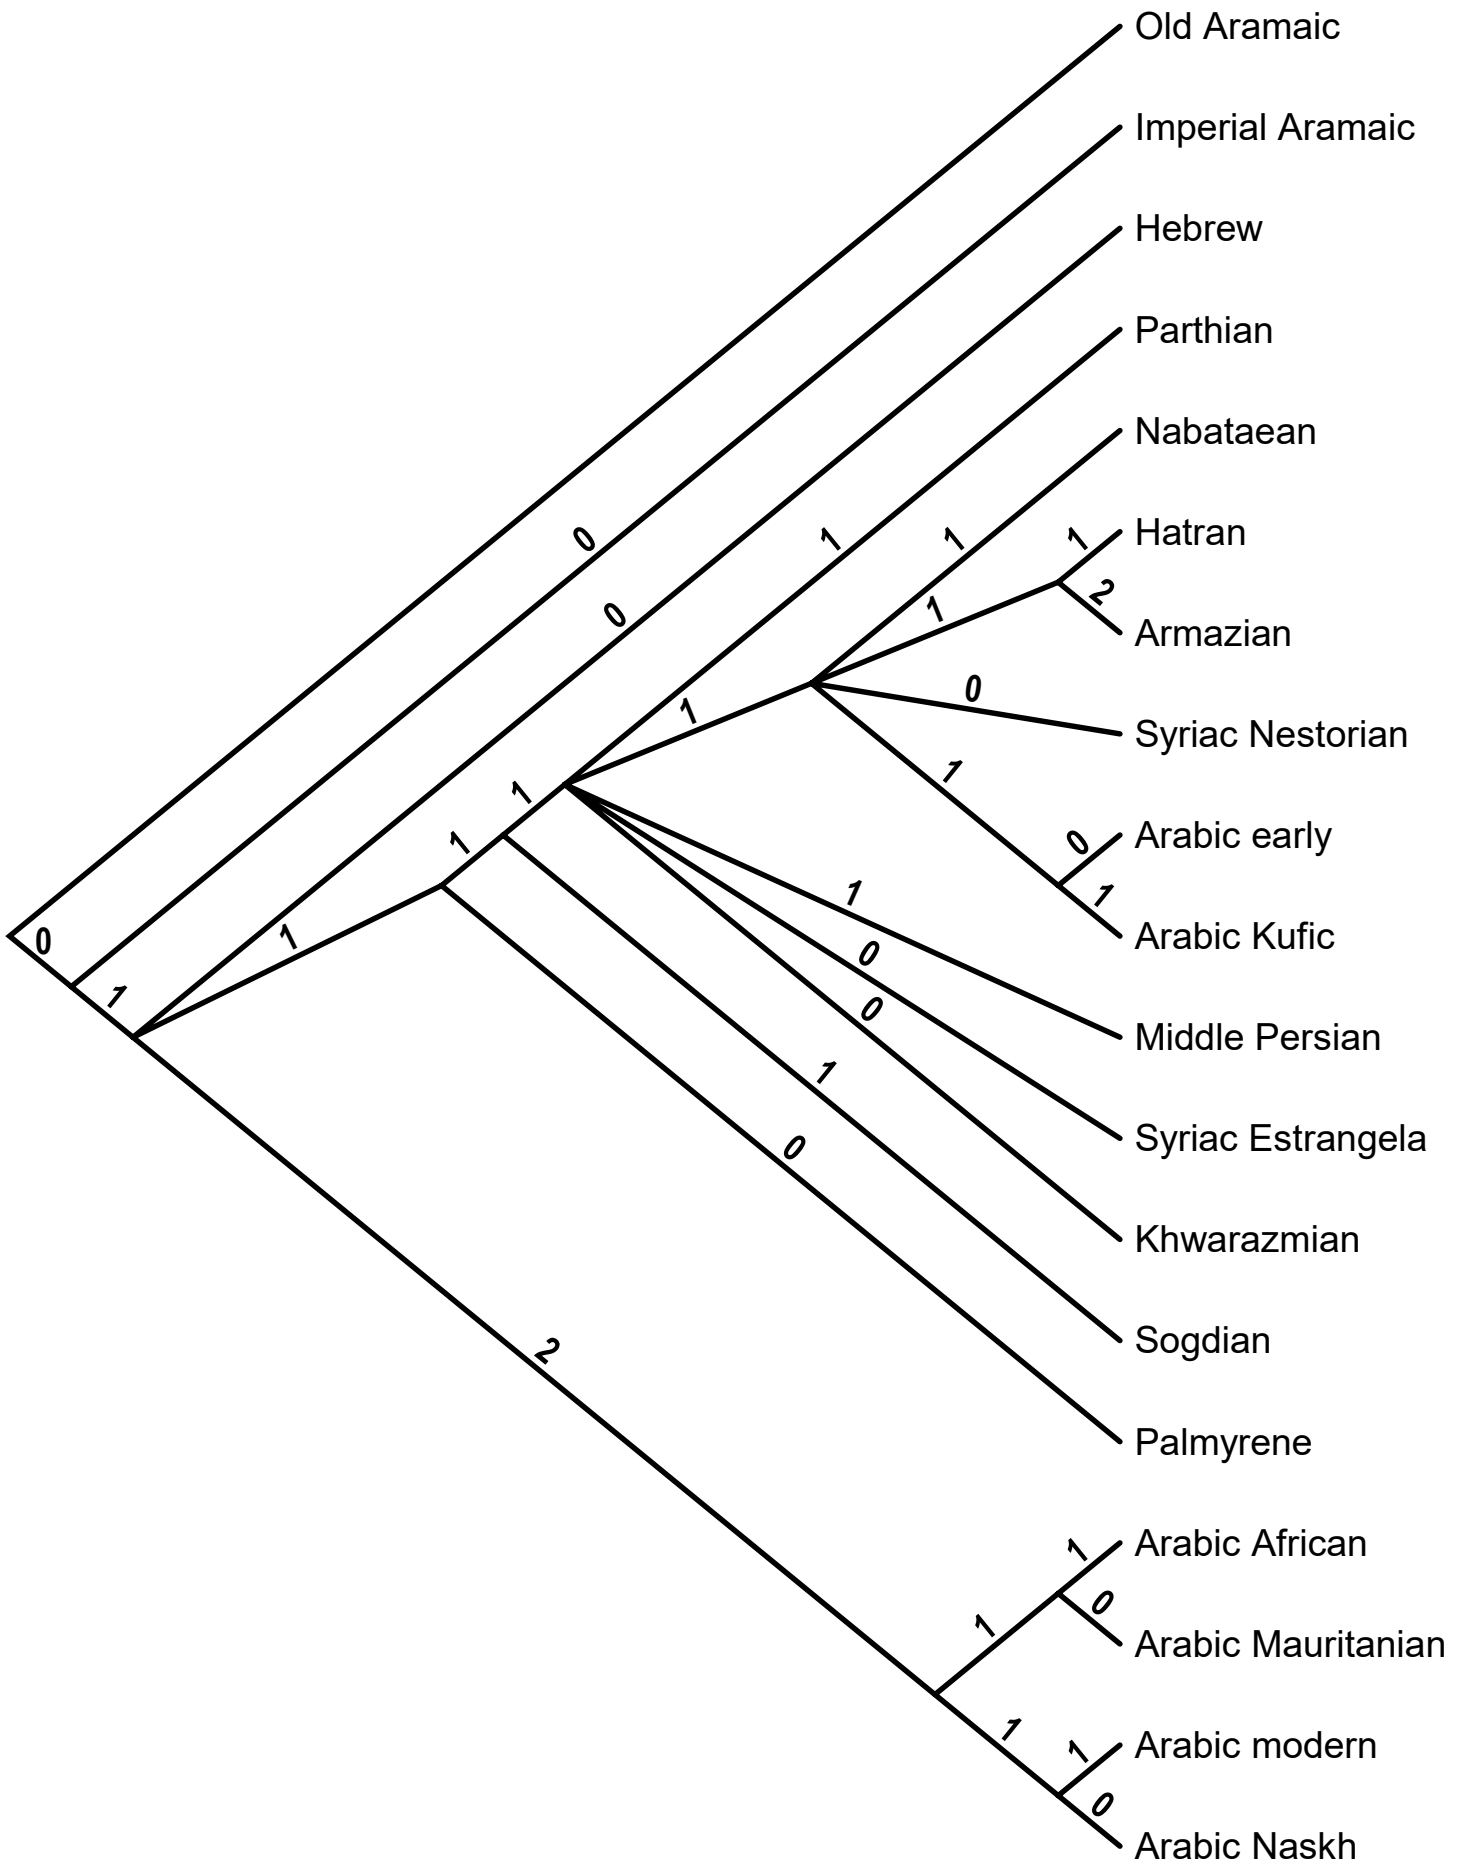 Old Aramaic
Imperial Aramaic
Hebrew
Parthian
Nabataean
0
1
1
1
Hatran
2
1
Armazian
0
0
1
Syriac Nestorian
1
1
1
0
Arabic early
1
1
1
Arabic Kufic
0
1
0
1
0
Middle Persian
1
0
Syriac Estrangela
Khwarazmian
2
Sogdian
Palmyrene
1
Arabic African
0
1
Arabic Mauritanian
1
1
Arabic modern
0
Arabic Naskh